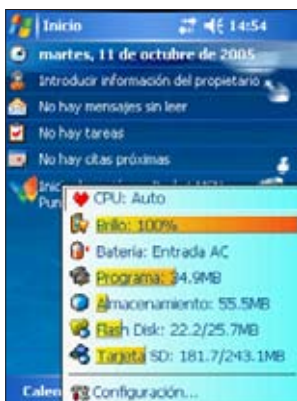 Inicio 14:54
martes, 11 de octubre de 2005
Introducir información del propietario
No hay mensajes sin leer
No hay tareas
No hay citas próximas
CPU: Auto
Brillo: 100%
Batería: Entrada AC
Programa: 34.9MB
Almacenamiento: 55.5MB
Flash Disk: 22.2/25.7MB
Tarjeta SD: 181.7/243.1MB
Calen
Configuración...